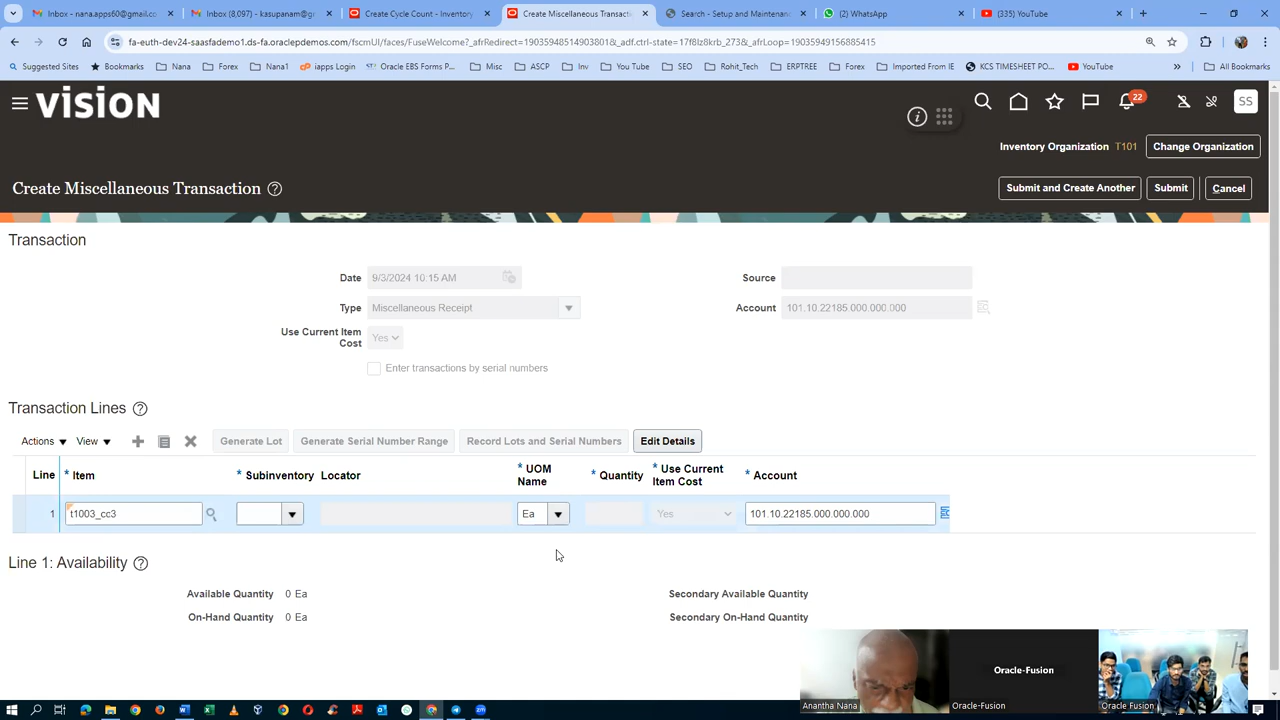 Inbox (9) - nana.apps60@gmail.co
Inbox (8,097) - kasupanam@g
Create Cycle Count - Inventory
Create Miscellaneous Transacti
Search - Setup and Maintenanc
(2) WhatsApp
(335) YouTube
fa-euth-dev24-saasfademo1.ds-fa.oraclepdemos.com/fscmUI/faces/FuseWelcome?_afrRedirect=19035948514903801&_adf.ctrl-state=17f8lz8krb_273&_afrLoop=19035949156885415
Suggested Sites
Bookmarks
Nana
Forex
Nana1
iapps Login
Oracle EBS Forms P...
Misc
ASCP
Inv
You Tube
SEO
Rohit_Tech
ERPTREE
Forex
Imported From IE
KCS TIMESHEET PO...
YouTube
All Bookmarks
VISION
22
SS
Inventory Organization T101
Change Organization
Create Miscellaneous Transaction
Submit and Create Another
Submit
Cancel
Transaction
Date 9/3/2024 10:15 AM
Source
Type Miscellaneous Receipt
Account 101.10.22185.000.000.000
Use Current Item
Cost
Yes
Enter transactions by serial numbers
Transaction Lines
Actions
View
Generate Lot
Generate Serial Number Range
Record Lots and Serial Numbers
Edit Details
Line
* Item
* Subinventory
Locator
* UOM
Name
* Quantity
* Use Current
Item Cost
* Account
1
t1003_cc3
Ea
Yes
101.10.22185.000.000.000
Line 1: Availability
Available Quantity 0 Ea
Secondary Available Quantity
On-Hand Quantity 0 Ea
Secondary On-Hand Quantity
Oracle-Fusion
Anantha Nana
Oracle-Fusion
Oracle Fusion